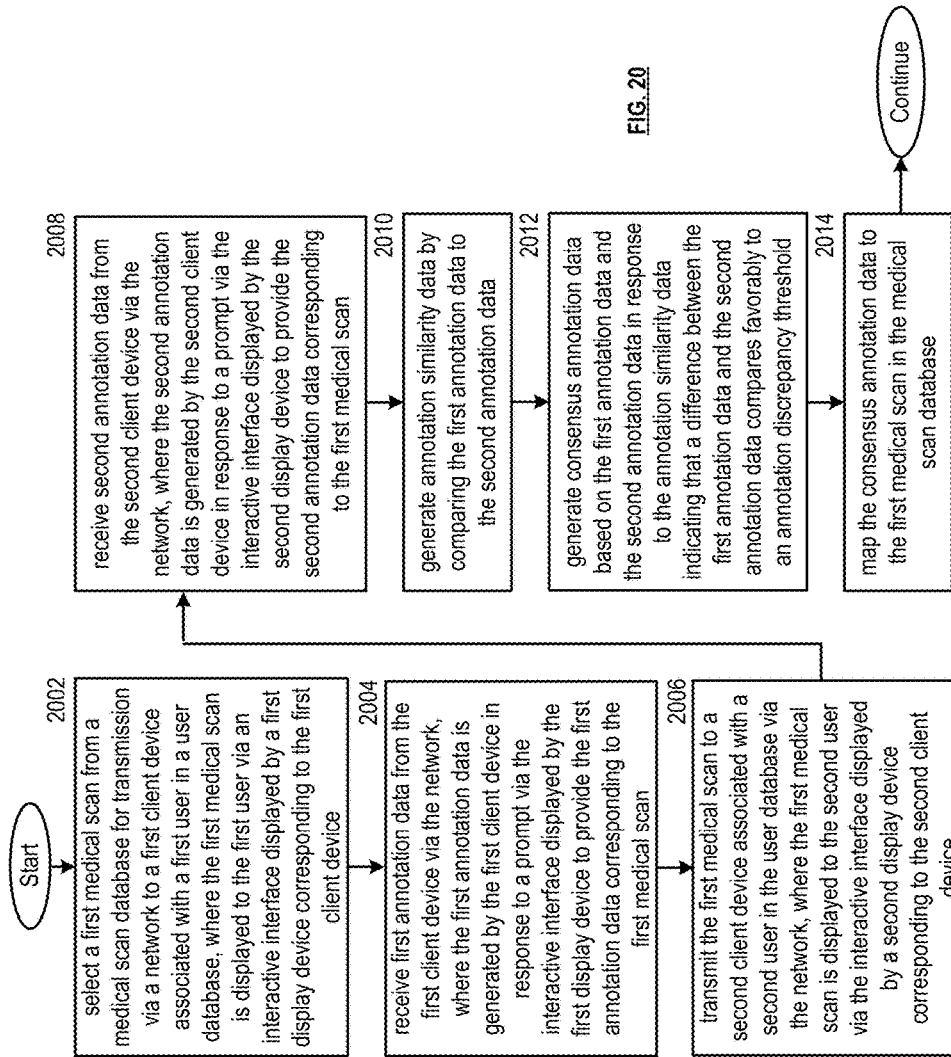 Start
2002
select a first medical scan from a
medical scan database for transmission
via a network to a first client device
associated with a first user in a user
database, where the first medical scan
is displayed to the first user via an
interactive interface displayed by a first
display device corresponding to the first
client device
2004
receive first annotation data from the
first client device via the network,
where the first annotation data is
generated by the first client device in
response to a prompt via the
interactive interface displayed by the
first display device to provide the first
annotation data corresponding to the
first medical scan
2006
transmit the first medical scan to a
second client device associated with a
second user in the user database via
the network, where the first medical
scan is displayed to the second user
via the interactive interface displayed
by a second display device
corresponding to the second client
device
2008
receive second annotation data from
the second client device via the
network, where the second annotation
data is generated by the second client
device in response to a prompt via the
interactive interface displayed by the
second display device to provide the
second annotation data corresponding
to the first medical scan
2010
generate annotation similarity data by
comparing the first annotation data to
the second annotation data
2012
generate consensus annotation data
based on the first annotation data and
the second annotation data in response
to the annotation similarity data
indicating that a difference between the
first annotation data and the second
annotation data compares favorably to
an annotation discrepancy threshold
2014
map the consensus annotation data to
the first medical scan in the medical
scan database
Continue
FIG. 20